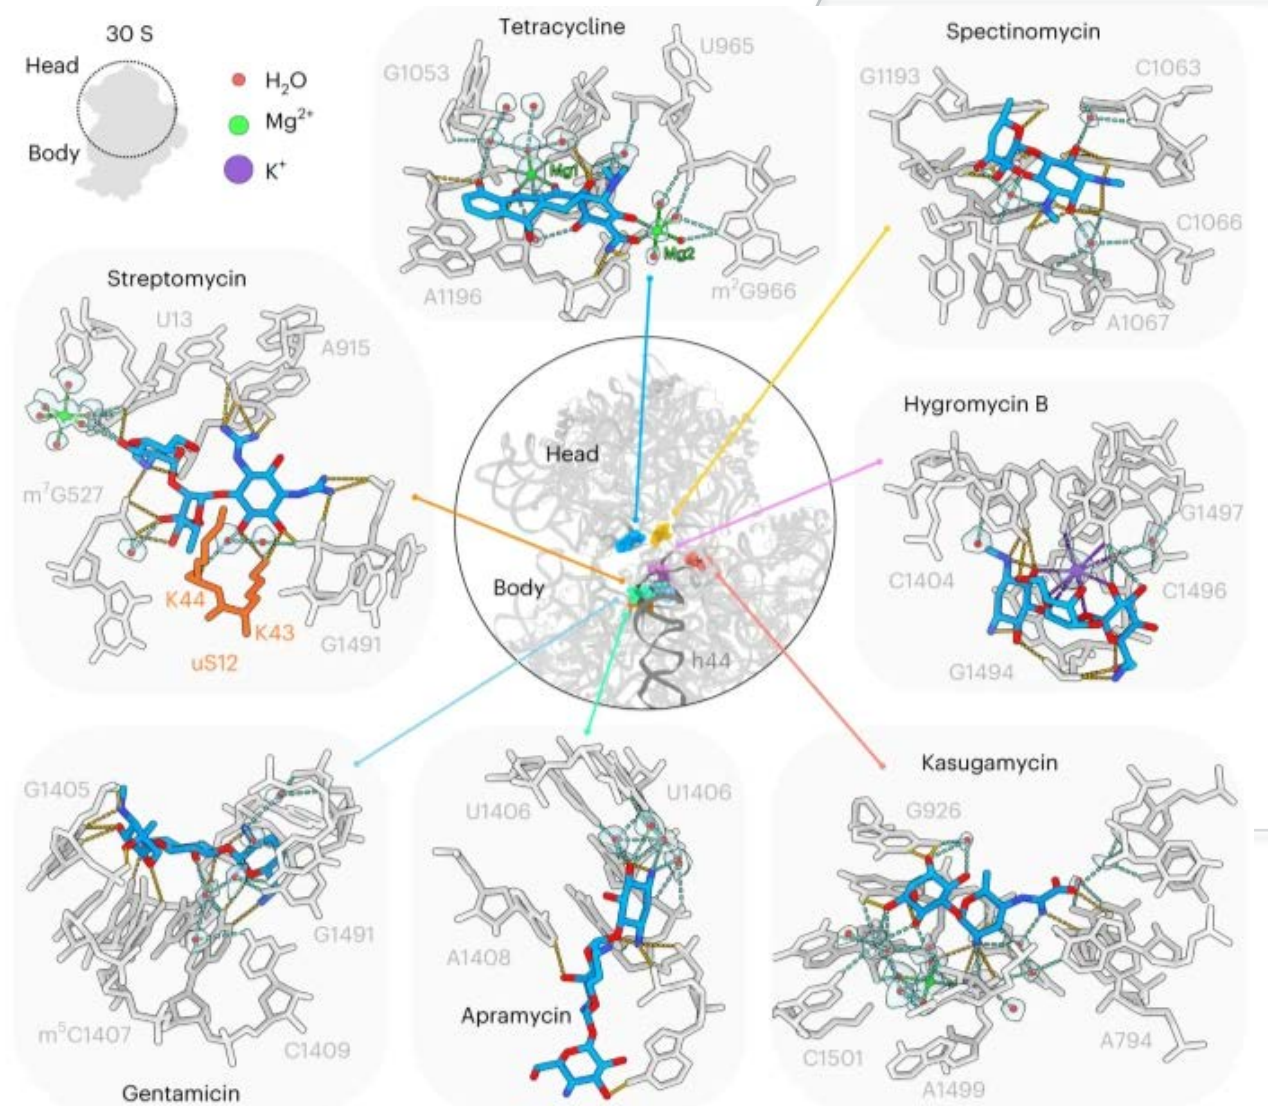 30 S
Head
Body
H₂O
Mg²⁺
K⁺
Tetracycline
G1053
U965
Mg1
Mg2
A1196
m²G966
Spectinomycin
G1193
C1063
C1066
A1067
Streptomycin
U13
A915
m⁷G527
K44
K43
uS12
G1491
Head
Body
h44
Hygromycin B
G1497
C1404
C1496
G1494
G1405
G1491
m⁵C1407
C1409
Gentamicin
U1406
U1406
A1408
Apramycin
Kasugamycin
G926
C1501
A794
A1499